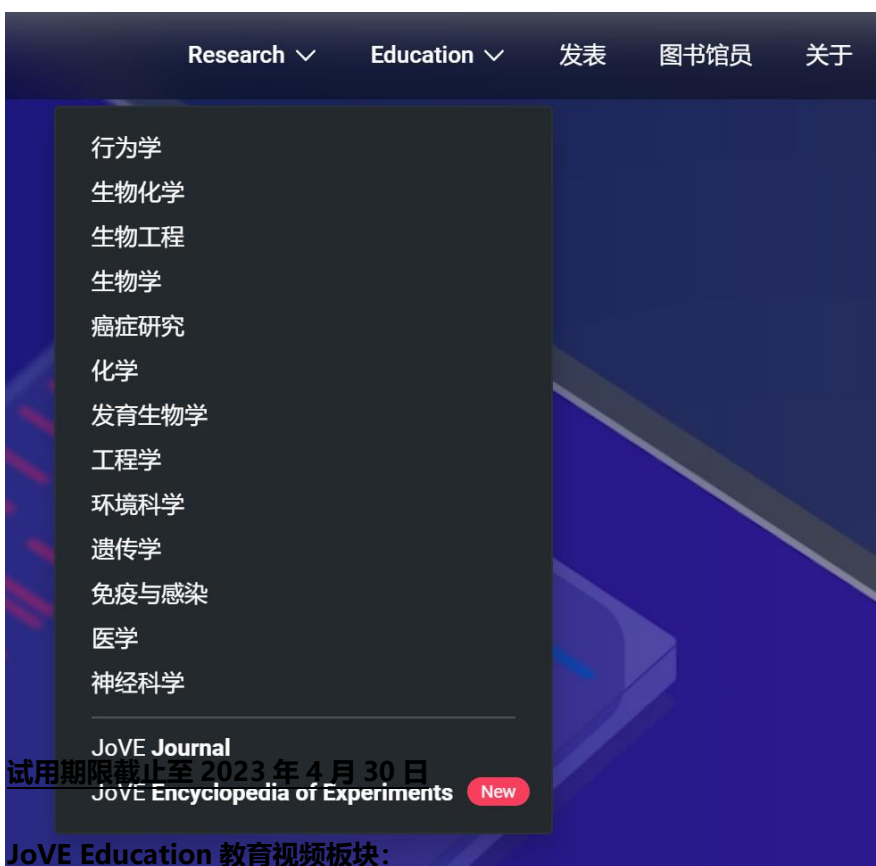 Research Education 发表 图书馆员 关于
行为学
生物化学
生物工程
生物学
癌症研究
化学
发育生物学
工程学
环境科学
遗传学
免疫与感染
医学
神经科学
JoVE Journal
试用期限截止至 2023 年 4 月 30 日
JoVE Encyclopedia of Experiments New
JoVE Education 教育视频板块：